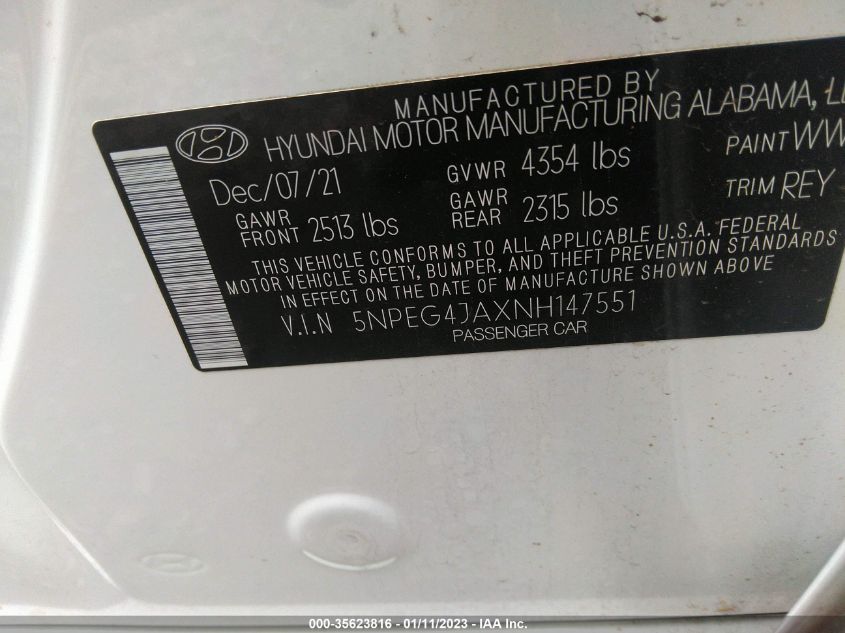 MANUFACTURED BY
HYUNDAI MOTOR MANUFACTURING ALABAMA,
Dec/07/21 GVWR 4354 lbs PAINT WW
GAWR FRONT 2513 lbs GAWR REAR 2315 lbs TRIM REY
THIS VEHICLE CONFORMS TO ALL APPLICABLE U.S.A. FEDERAL
MOTOR VEHICLE SAFETY, BUMPER, AND THEFT PREVENTION STANDARDS
IN EFFECT ON THE DATE OF MANUFACTURE SHOWN ABOVE
V.I.N 5NPEG4JAXNH147551
PASSENGER CAR
000-35623816 - 01/11/2023 - IAA Inc.